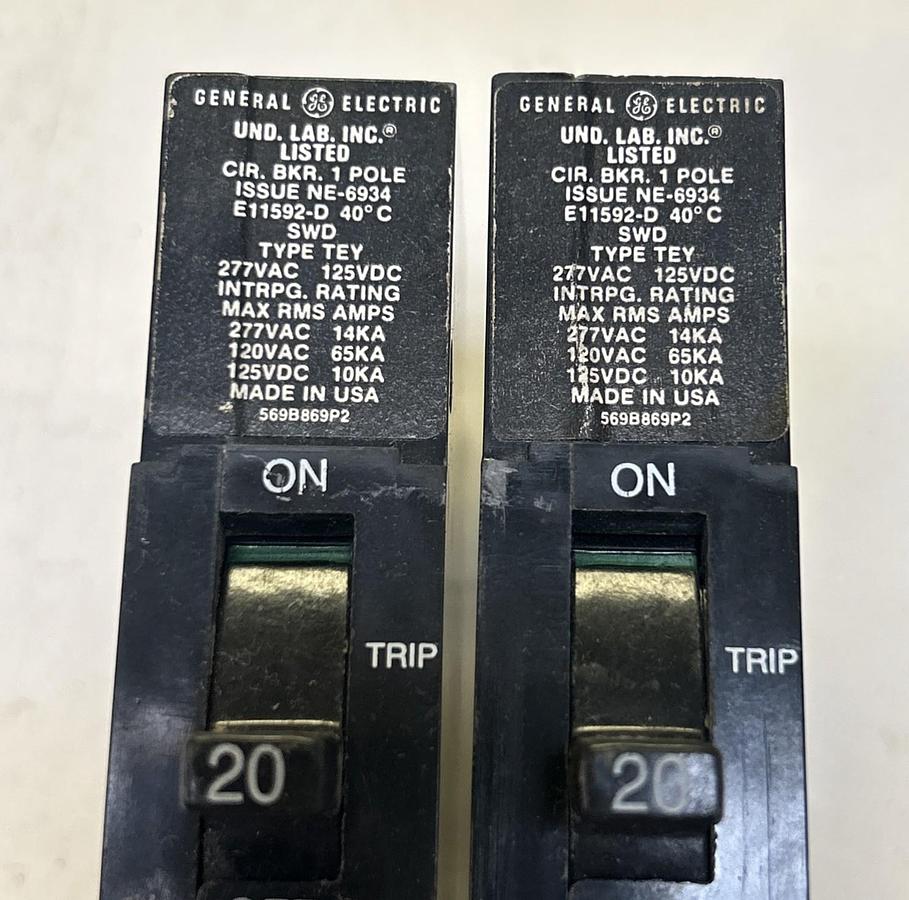 GENERAL GE ELECTRIC
UND. LAB. INC.®
LISTED
CIR. BKR. 1 POLE
ISSUE NE-6934
E11592-D 40°C
SWD
TYPE TEY
277VAC 125VDC
INTRPG. RATING
MAX RMS AMPS
277VAC 14KA
120VAC 65KA
125VDC 10KA
MADE IN USA
569B869P2
ON
TRIP
20
GENERAL GE ELECTRIC
UND. LAB. INC.®
LISTED
CIR. BKR. 1 POLE
ISSUE NE-6934
E11592-D 40°C
SWD
TYPE TEY
277VAC 125VDC
INTRPG. RATING
MAX RMS AMPS
277VAC 14KA
120VAC 65KA
125VDC 10KA
MADE IN USA
569B869P2
ON
TRIP
20